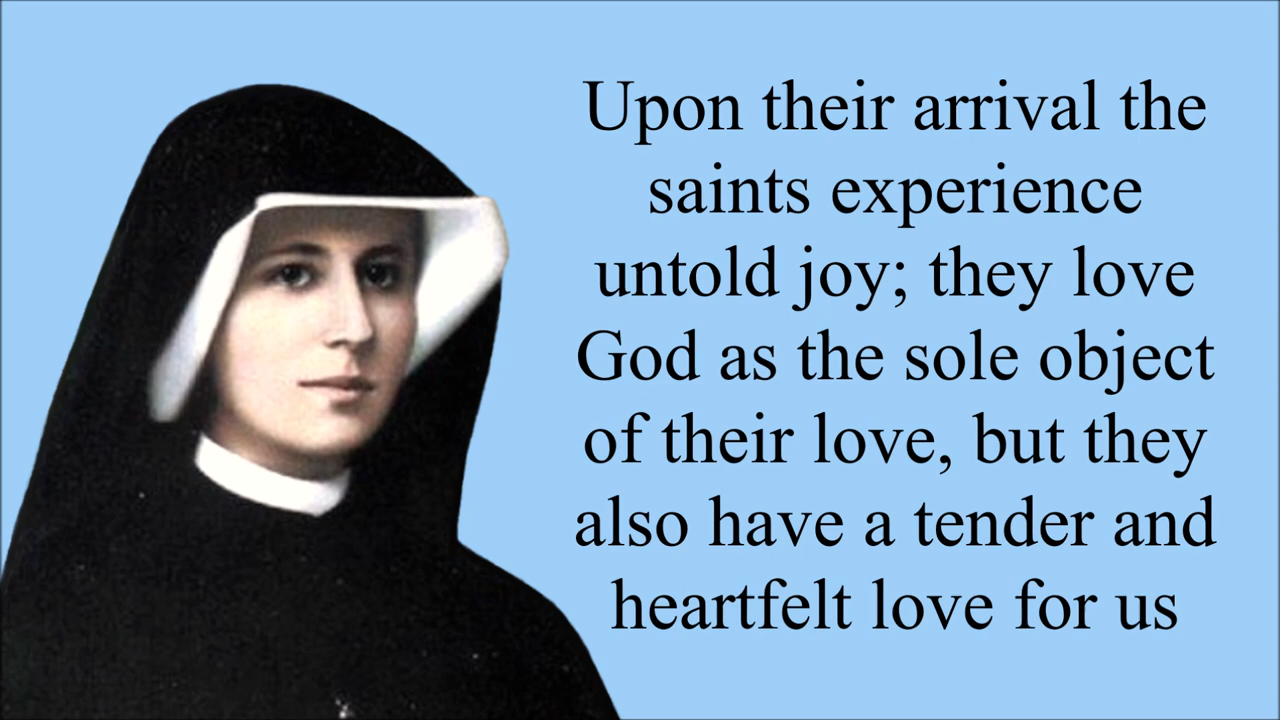 Upon their arrival the
saints experience
untold joy; they love
God as the sole object
of their love, but they
also have a tender and
heartfelt love for us